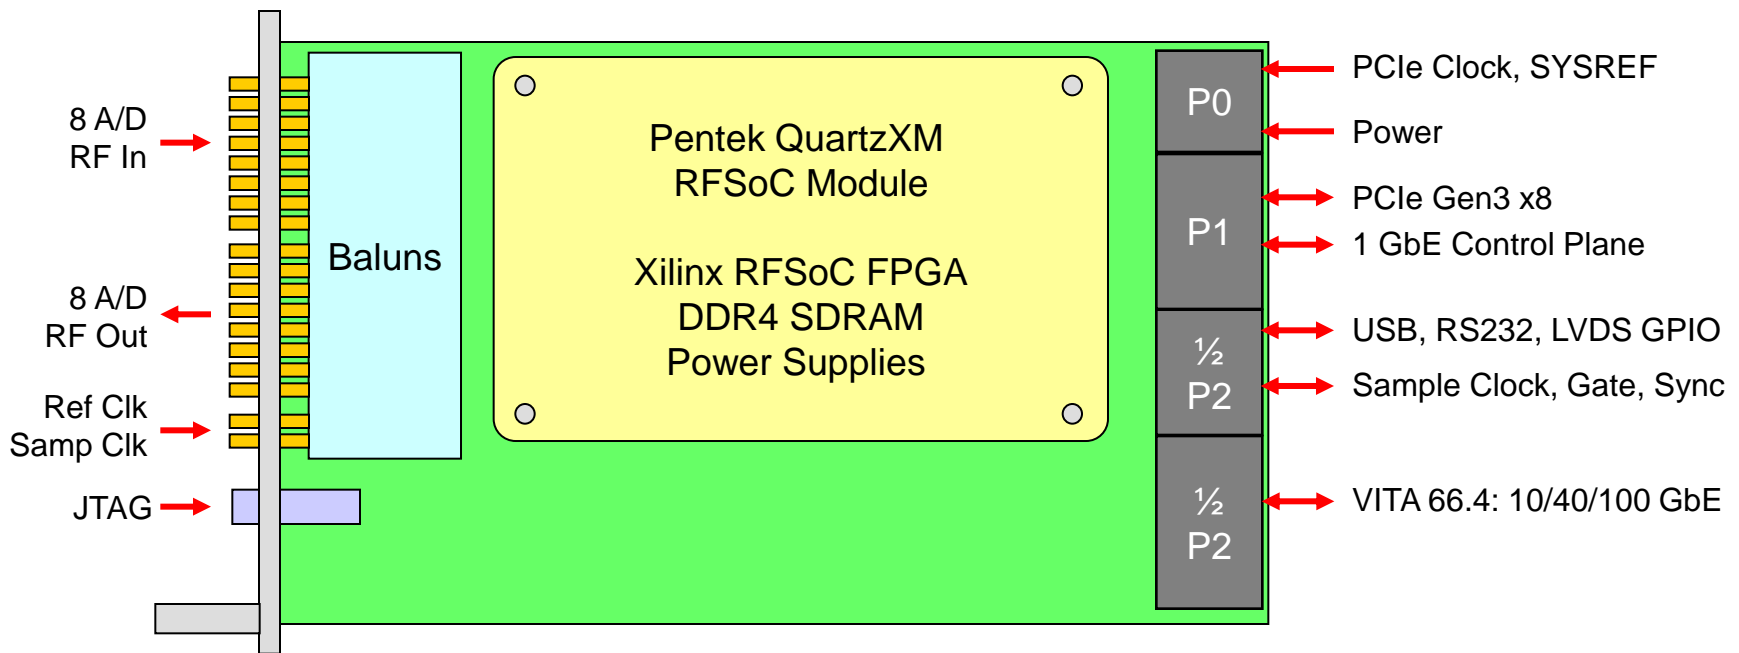 8 A/D
RF In
8 A/D
RF Out
Ref Clk
Samp Clk
JTAG
Baluns
Pentek QuartzXM
RFSoC Module
Xilinx RFSoC FPGA
DDR4 SDRAM
Power Supplies
P0
P1
½
P2
½
P2
PCIe Clock, SYSREF
Power
PCIe Gen3 x8
1 GbE Control Plane
USB, RS232, LVDS GPIO
Sample Clock, Gate, Sync
VITA 66.4: 10/40/100 GbE